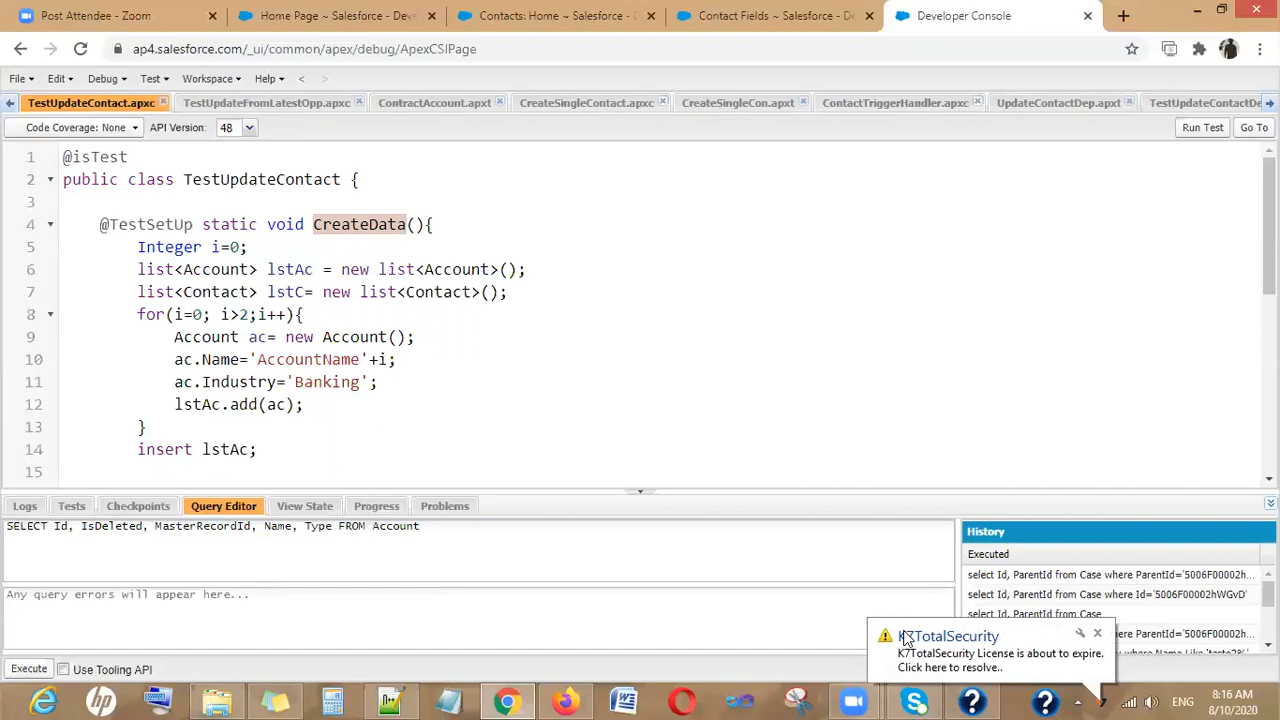 Post Attendee - Zoom
Home Page ~ Salesforce - Deve
Contacts: Home ~ Salesforce - D
Contact Fields ~ Salesforce - De
Developer Console
ap4.salesforce.com/_ui/common/apex/debug/ApexCSIPage
File Edit Debug Test Workspace Help < >
TestUpdateContact.apxc TestUpdateFromLatestOpp.apxc ContractAccount.apxt CreateSingleContact.apxc CreateSingleCon.apxt ContactTriggerHandler.apxc UpdateContactDep.apxt TestUpdateContactDe
Code Coverage: None API Version: 48 Run Test Go To
1 @isTest
2 public class TestUpdateContact {
3
4 @TestSetUp static void CreateData(){
5 Integer i=0;
6 list<Account> lstAc = new list<Account>();
7 list<Contact> lstC= new list<Contact>();
8 for(i=0; i>2;i++){
9 Account ac= new Account();
10 ac.Name='AccountName'+i;
11 ac.Industry='Banking';
12 lstAc.add(ac);
13 }
14 insert lstAc;
15
Logs Tests Checkpoints Query Editor View State Progress Problems
SELECT Id, IsDeleted, MasterRecordId, Name, Type FROM Account
Any query errors will appear here...
History
Executed
select Id, ParentId from Case where ParentId='5006F00002h...
select Id, ParentId from Case where Id='5006F00002hWGvD'
select Id, ParentId from Case
K7TotalSecurity
K7TotalSecurity License is about to expire.
Click here to resolve..
Execute Use Tooling API
ENG
8:16 AM
8/10/2020